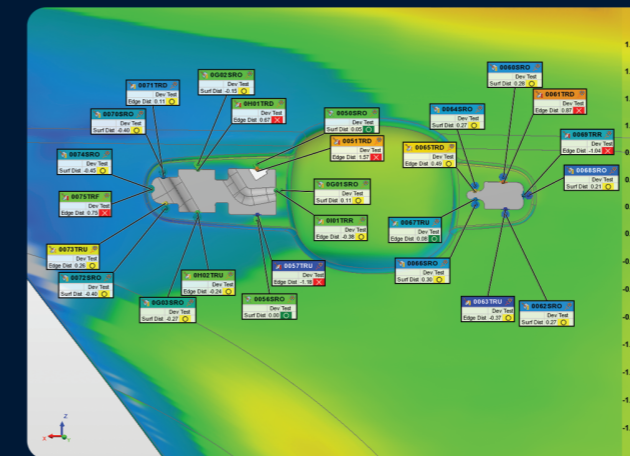 0068SRO
Dev Test
Surf Dist 0.28
0G02SRO
Dev Test
Surf Dist -0.15
0071TRD
Dev Test
Edge Dist 0.11
0081TRD
Dev Test
Edge Dist 0.87
0H01TRD
Dev Test
Edge Dist 0.67
0064SRO
Dev Test
Surf Dist 0.27
0070SRO
Dev Test
Surf Dist -0.40
0050SRO
Dev Test
Surf Dist 0.05
0069TRR
Dev Test
Edge Dist -1.04
0051TRD
Dev Test
Edge Dist 1.57
0065TRD
Dev Test
Edge Dist 0.49
0074SRO
Dev Test
Surf Dist -0.45
0068SRO
Dev Test
Surf Dist 0.21
0G01SRO
Dev Test
Surf Dist 0.11
0075TRF
Dev Test
Edge Dist 0.75
0I01TRR
Dev Test
Edge Dist -0.38
0067TRU
Dev Test
Edge Dist 0.08
0073TRU
Dev Test
Edge Dist 0.26
0057TRU
Dev Test
Edge Dist -1.18
0066SRO
Dev Test
Surf Dist 0.30
0H02TRU
Dev Test
Edge Dist -0.24
0072SRO
Dev Test
Surf Dist -0.40
0G03SRO
Dev Test
Surf Dist -0.27
0056SRO
Dev Test
Surf Dist 0.00
0063TRU
Dev Test
Edge Dist -0.37
0062SRO
Dev Test
Surf Dist 0.27
Z
X